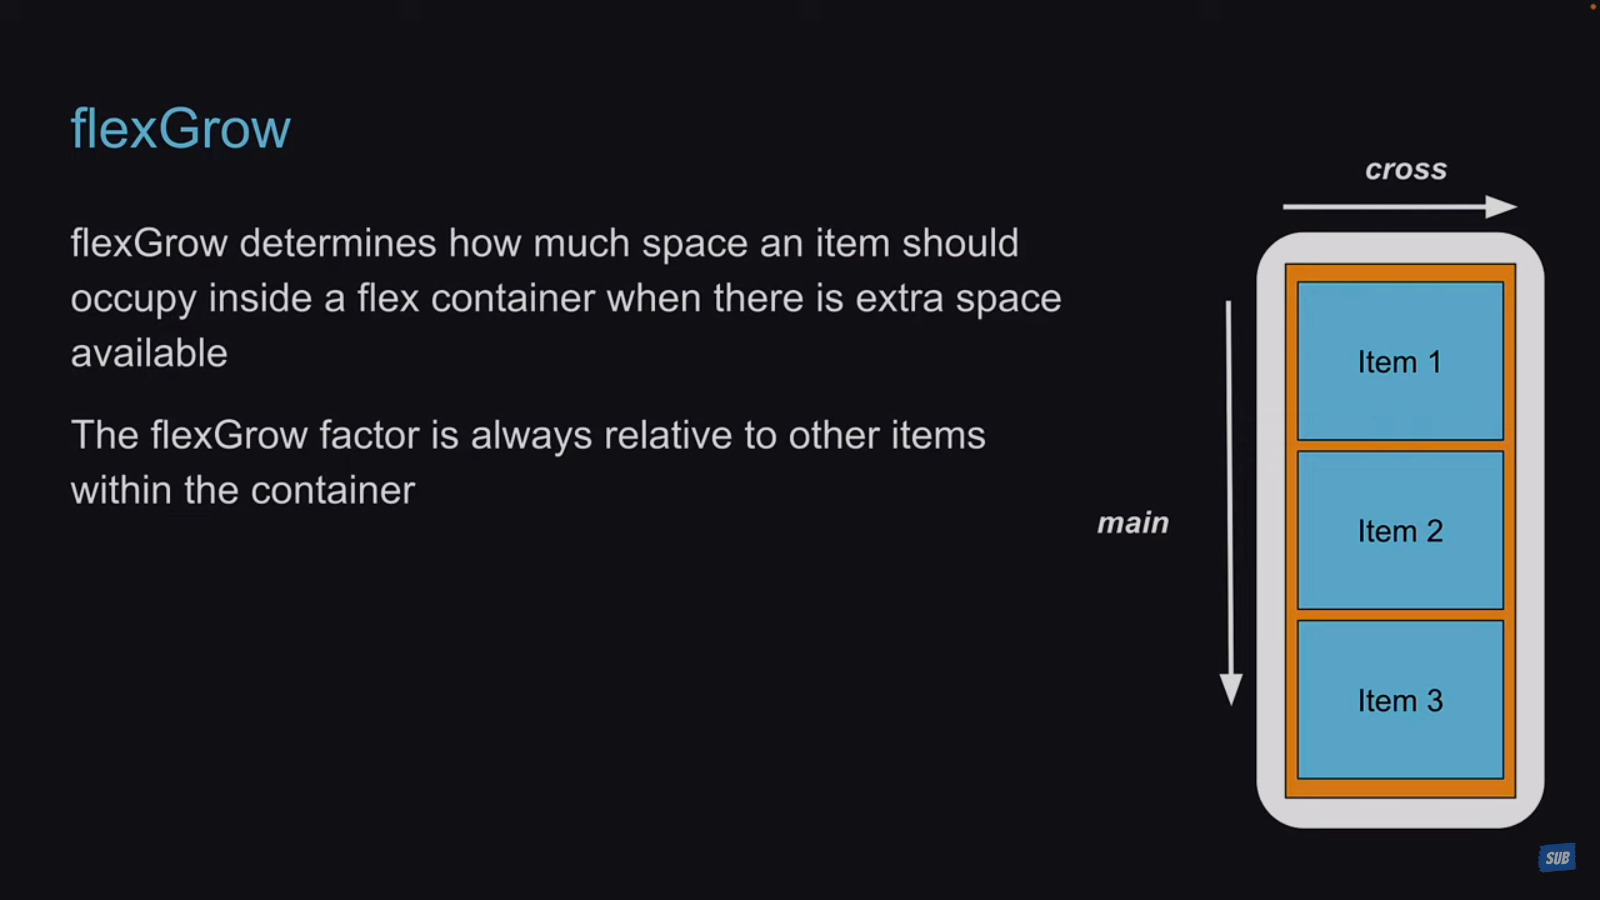 flexGrow
flexGrow determines how much space an item should
occupy inside a flex container when there is extra space
available
The flexGrow factor is always relative to other items
within the container
cross
main
Item 1
Item 2
Item 3
SUB